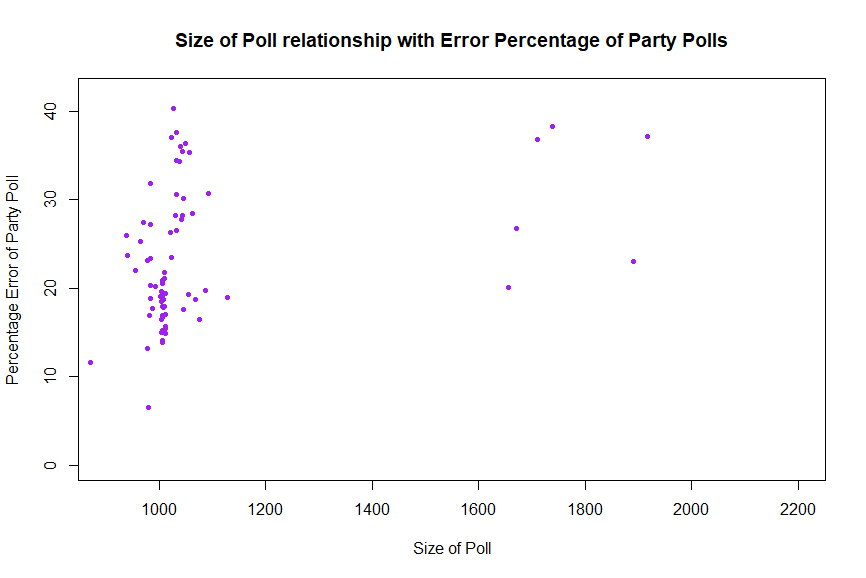 Size of Poll relationship with Error Percentage of Party Polls
Percentage Error of Party Poll
40
30
20
10
0
1000 1200 1400 1600 1800 2000 2200
Size of Poll